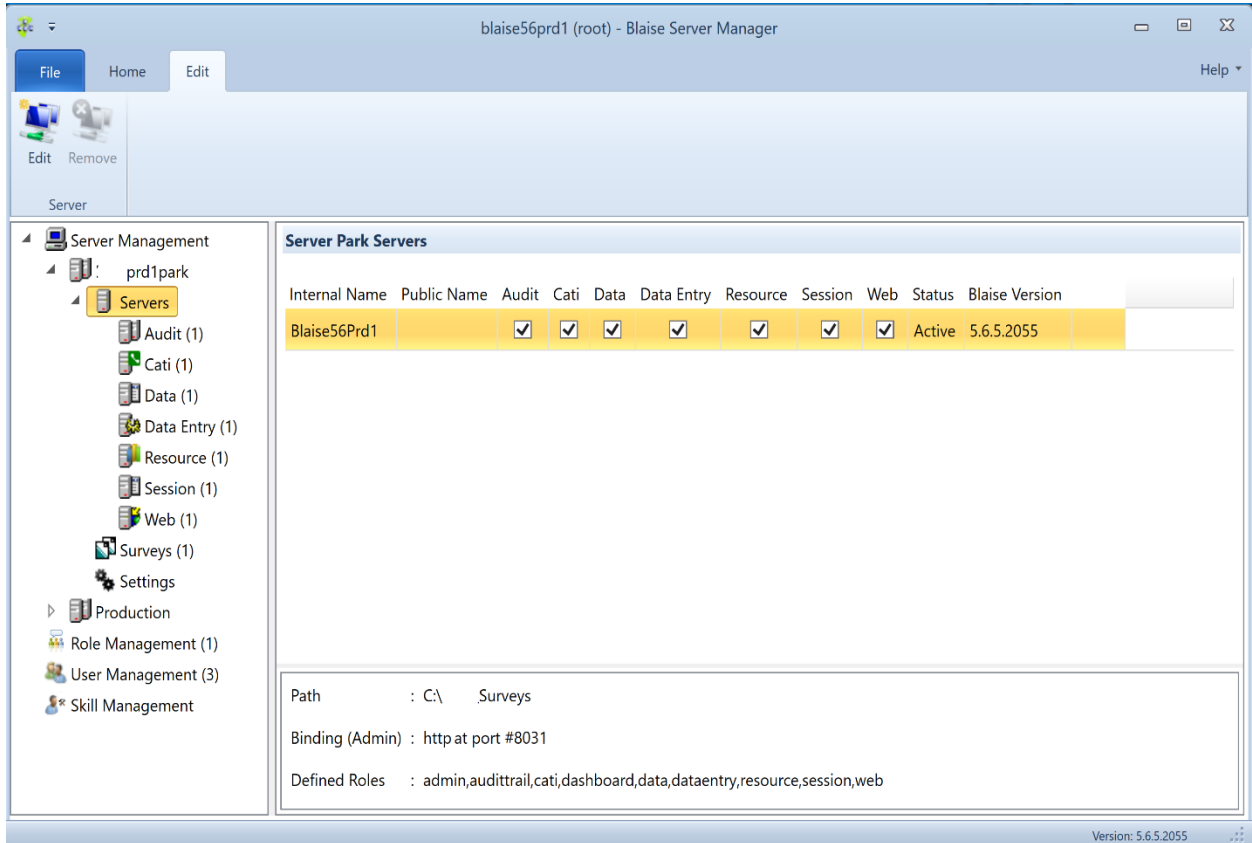 blaise56prd1 (root) - Blaise Server Manager
File Home Edit Help
Edit Remove
Server
Server Management
prd1park
Servers
Audit (1)
Cati (1)
Data (1)
Data Entry (1)
Resource (1)
Session (1)
Web (1)
Surveys (1)
Settings
Production
Role Management (1)
User Management (3)
Skill Management
Server Park Servers
Internal Name Public Name Audit Cati Data Data Entry Resource Session Web Status Blaise Version
Blaise56Prd1 Active 5.6.5.2055
Path : C:\ Surveys
Binding (Admin) : http at port #8031
Defined Roles : admin,audittrail,cati,dashboard,data,dataentry,resource,session,web
Version: 5.6.5.2055